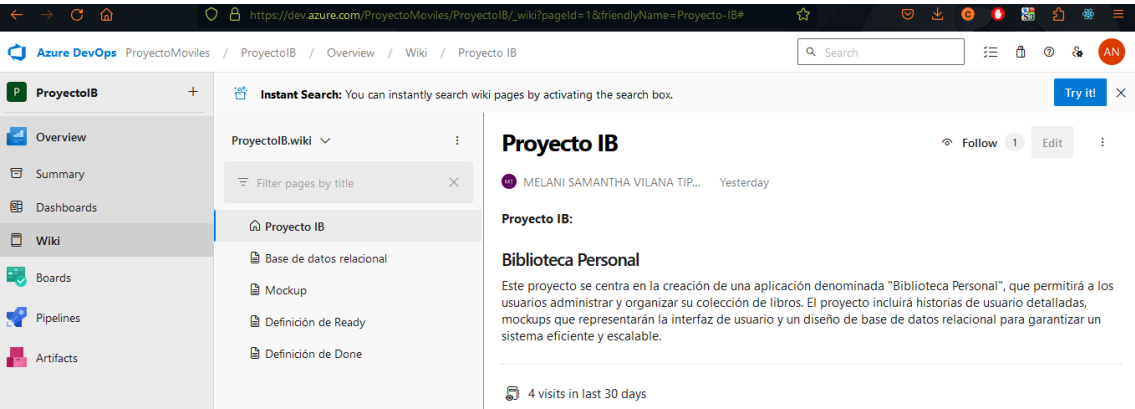 https://dev.azure.com/ProyectoMoviles/ProyectoIB/_wiki?pageId=1&friendlyName=Proyecto-IB#
Azure DevOps ProyectoMoviles / ProyectoIB / Overview / Wiki / Proyecto IB
Search
AN
P ProyectoIB +
Instant Search: You can instantly search wiki pages by activating the search box.
Try it!
Overview
Summary
Dashboards
Wiki
Boards
Pipelines
Artifacts
ProyectoIB.wiki
Filter pages by title
Proyecto IB
Base de datos relacional
Mockup
Definición de Ready
Definición de Done
Proyecto IB
Follow 1 Edit
MT MELANI SAMANTHA VILANA TIP... Yesterday
Proyecto IB:
Biblioteca Personal
Este proyecto se centra en la creación de una aplicación denominada "Biblioteca Personal", que permitirá a los
usuarios administrar y organizar su colección de libros. El proyecto incluirá historias de usuario detalladas,
mockups que representarán la interfaz de usuario y un diseño de base de datos relacional para garantizar un
sistema eficiente y escalable.
4 visits in last 30 days